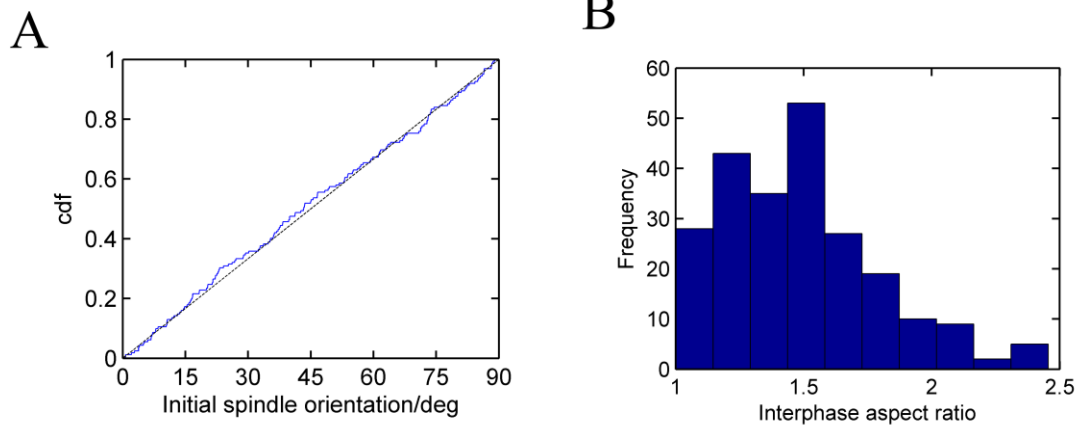 A
1
0.8
0.6
0.4
0.2
0
cdf
0 15 30 45 60 75 90
Initial spindle orientation/deg
B
60
50
40
30
20
10
0
Frequency
1 1.5 2 2.5
Interphase aspect ratio